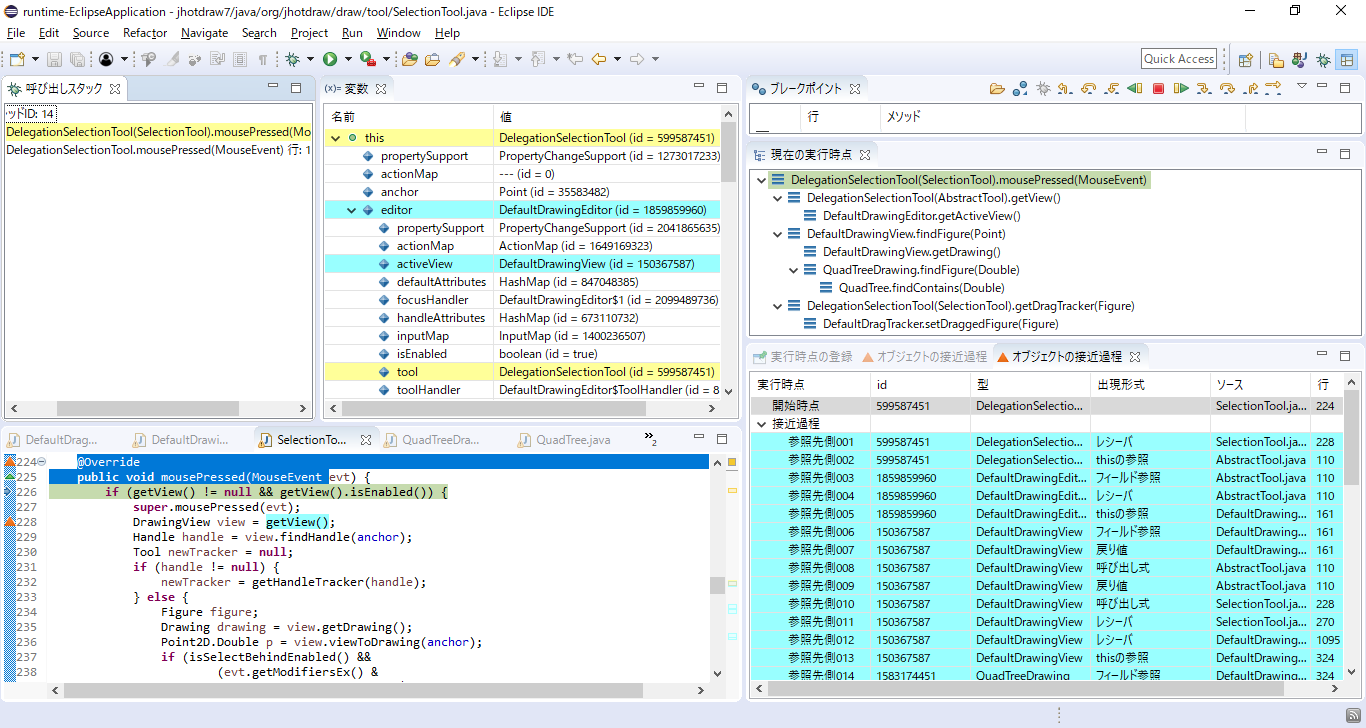 runtime-EclipseApplication - jhotdraw7/java/org/jhotdraw/draw/tool/SelectionTool.java - Eclipse IDE
File Edit Source Refactor Navigate Search Project Run Window Help
Quick Access
呼び出しスタック
ッドID: 14
DelegationSelectionTool(SelectionTool).mousePressed(Mo
DelegationSelectionTool.mousePressed(MouseEvent) 行: 1
(x)= 変数
名前 値
this DelegationSelectionTool (id = 599587451)
propertySupport PropertyChangeSupport (id = 1273017233)
actionMap --- (id = 0)
anchor Point (id = 35583482)
editor DefaultDrawingEditor (id = 1859859960)
propertySupport PropertyChangeSupport (id = 2041865635)
actionMap ActionMap (id = 1649169323)
activeView DefaultDrawingView (id = 150367587)
defaultAttributes HashMap (id = 847048385)
focusHandler DefaultDrawingEditor$1 (id = 2099489736)
handleAttributes HashMap (id = 673110732)
inputMap InputMap (id = 1400236507)
isEnabled boolean (id = true)
tool DelegationSelectionTool (id = 599587451)
toolHandler DefaultDrawingEditor$ToolHandler (id = 8
ブレークポイント
行 メソッド
現在の実行時点
DelegationSelectionTool(SelectionTool).mousePressed(MouseEvent)
DelegationSelectionTool(AbstractTool).getView()
DefaultDrawingEditor.getActiveView()
DefaultDrawingView.findFigure(Point)
DefaultDrawingView.getDrawing()
QuadTreeDrawing.findFigure(Double)
QuadTree.findContains(Double)
DelegationSelectionTool(SelectionTool).getDragTracker(Figure)
DefaultDragTracker.setDraggedFigure(Figure)
実行時点の登録 オブジェクトの接近過程 オブジェクトの接近過程
実行時点 id 型 出現形式 ソース 行
開始時点 599587451 DelegationSelectio... SelectionTool.ja... 224
接近過程
参照先側001 599587451 DelegationSelectio... レシーバ SelectionTool.ja... 228
参照先側002 599587451 DelegationSelectio... thisの参照 AbstractTool.java 110
参照先側003 1859859960 DefaultDrawingEdit... フィールド参照 AbstractTool.java 110
参照先側004 1859859960 DefaultDrawingEdit... レシーバ AbstractTool.java 110
参照先側005 1859859960 DefaultDrawingEdit... thisの参照 DefaultDrawing... 161
参照先側006 150367587 DefaultDrawingView フィールド参照 DefaultDrawing... 161
参照先側007 150367587 DefaultDrawingView 戻り値 DefaultDrawing... 161
参照先側008 150367587 DefaultDrawingView 呼び出し式 AbstractTool.java 110
参照先側009 150367587 DefaultDrawingView 戻り値 AbstractTool.java 110
参照先側010 150367587 DefaultDrawingView 呼び出し式 SelectionTool.ja... 228
参照先側011 150367587 DefaultDrawingView レシーバ SelectionTool.ja... 270
参照先側012 150367587 DefaultDrawingView レシーバ DefaultDrawing... 1095
参照先側013 150367587 DefaultDrawingView thisの参照 DefaultDrawing... 324
参照先側014 1583174451 QuadTreeDrawing フィールド参照 DefaultDrawing... 324
DefaultDrag... DefaultDrawi... SelectionTo... QuadTreeDra... QuadTree.java »2
224 @Override
225 public void mousePressed(MouseEvent evt) {
226 if (getView() != null && getView().isEnabled()) {
227 super.mousePressed(evt);
228 DrawingView view = getView();
229 Handle handle = view.findHandle(anchor);
230 Tool newTracker = null;
231 if (handle != null) {
232 newTracker = getHandleTracker(handle);
233 } else {
234 Figure figure;
235 Drawing drawing = view.getDrawing();
236 Point2D.Double p = view.viewToDrawing(anchor);
237 if (isSelectBehindEnabled() &&
238 (evt.getModifiersEx() &